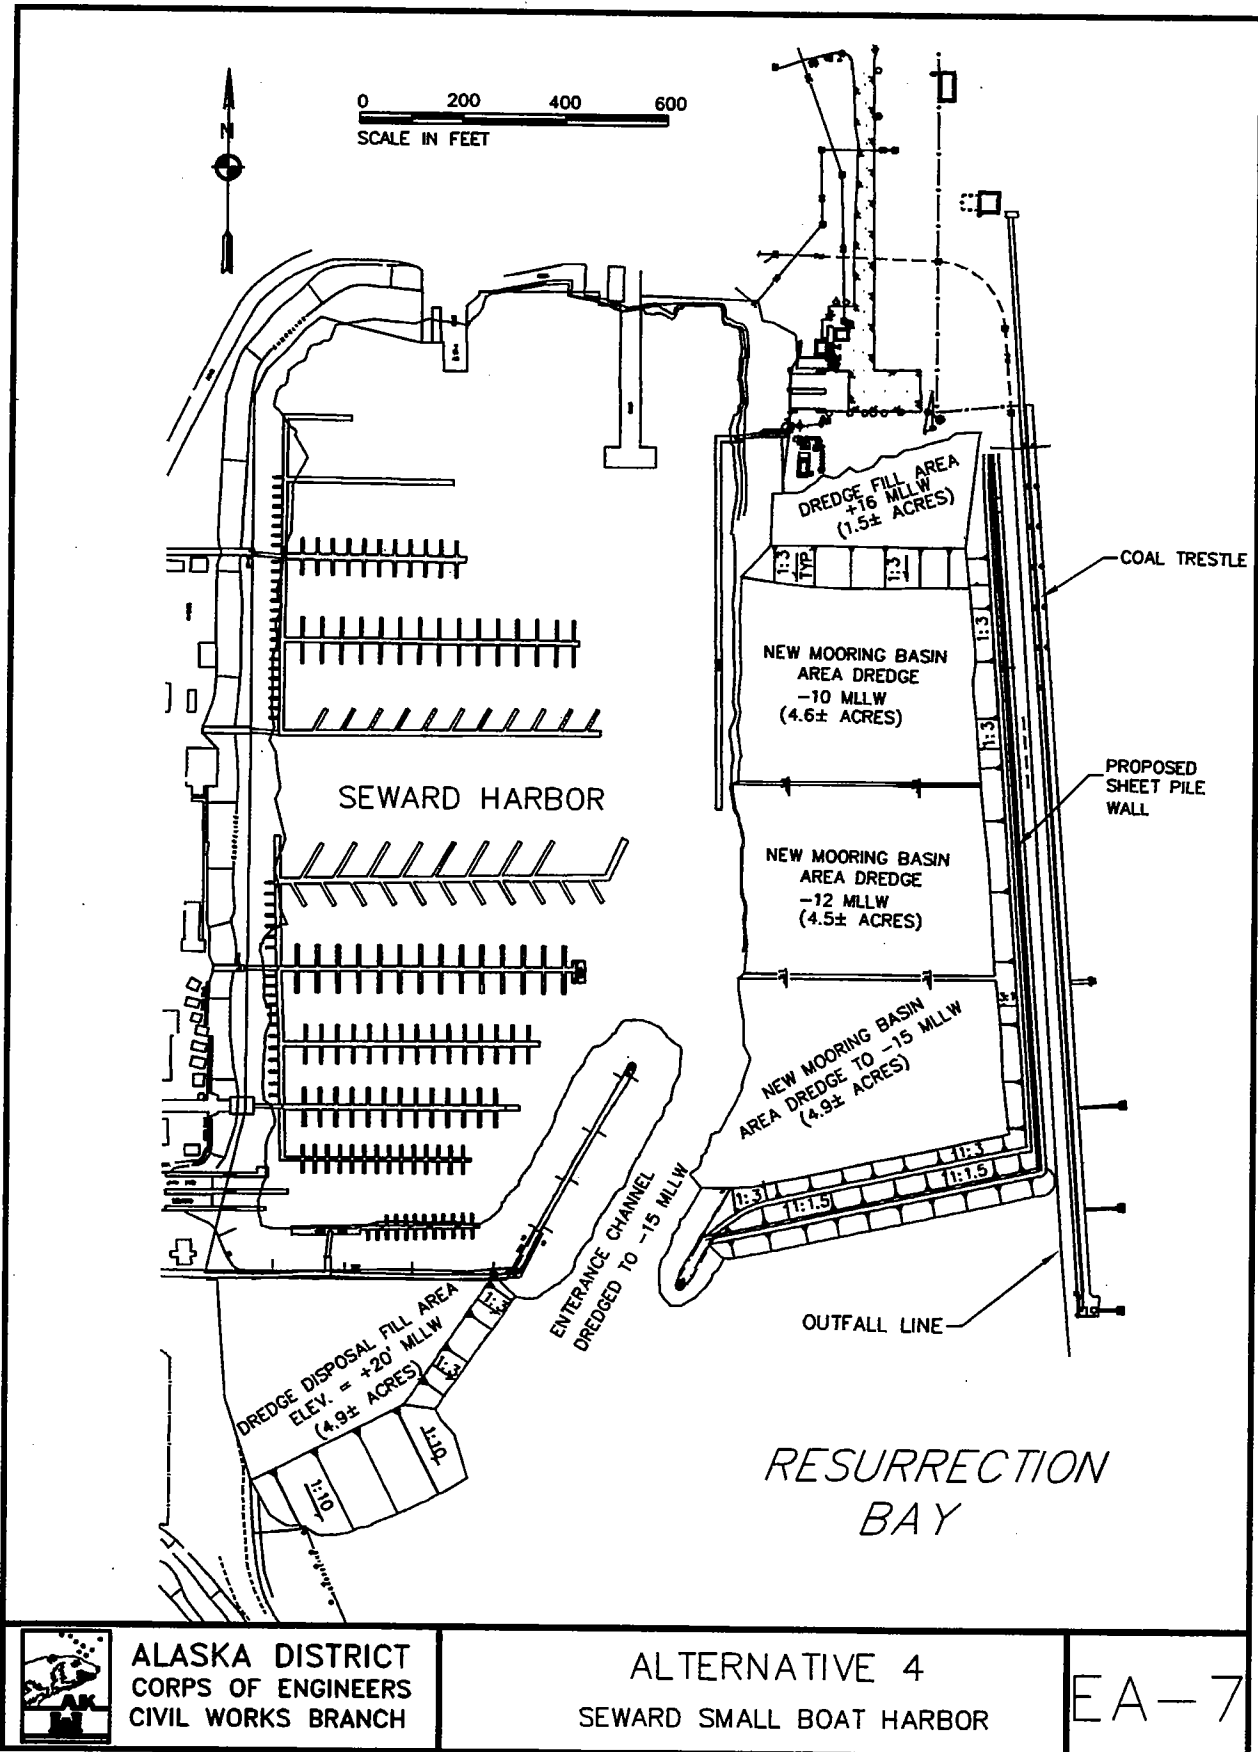 0 200 400 600
SCALE IN FEET
N
DREDGE FILL AREA
+16 MLLW
(1.5± ACRES)
1:3
TYP.
1:3
COAL TRESTLE
1:3
NEW MOORING BASIN
AREA DREDGE
-10 MLLW
(4.6± ACRES)
1:3
PROPOSED
SHEET PILE
WALL
SEWARD HARBOR
NEW MOORING BASIN
AREA DREDGE
-12 MLLW
(4.5± ACRES)
NEW MOORING BASIN
AREA DREDGE TO -15 MLLW
(4.9± ACRES)
1:3
1:1.5
1:3
1:1.5
ENTERANCE CHANNEL
DREDGED TO -15 MLLW
OUTFALL LINE
DREDGE DISPOSAL FILL AREA
ELEV. = +20' MLLW
(4.9± ACRES)
1:3
1:3
1:10
1:10
RESURRECTION
BAY
AK
ALASKA DISTRICT
CORPS OF ENGINEERS
CIVIL WORKS BRANCH
ALTERNATIVE 4
SEWARD SMALL BOAT HARBOR
EA-7